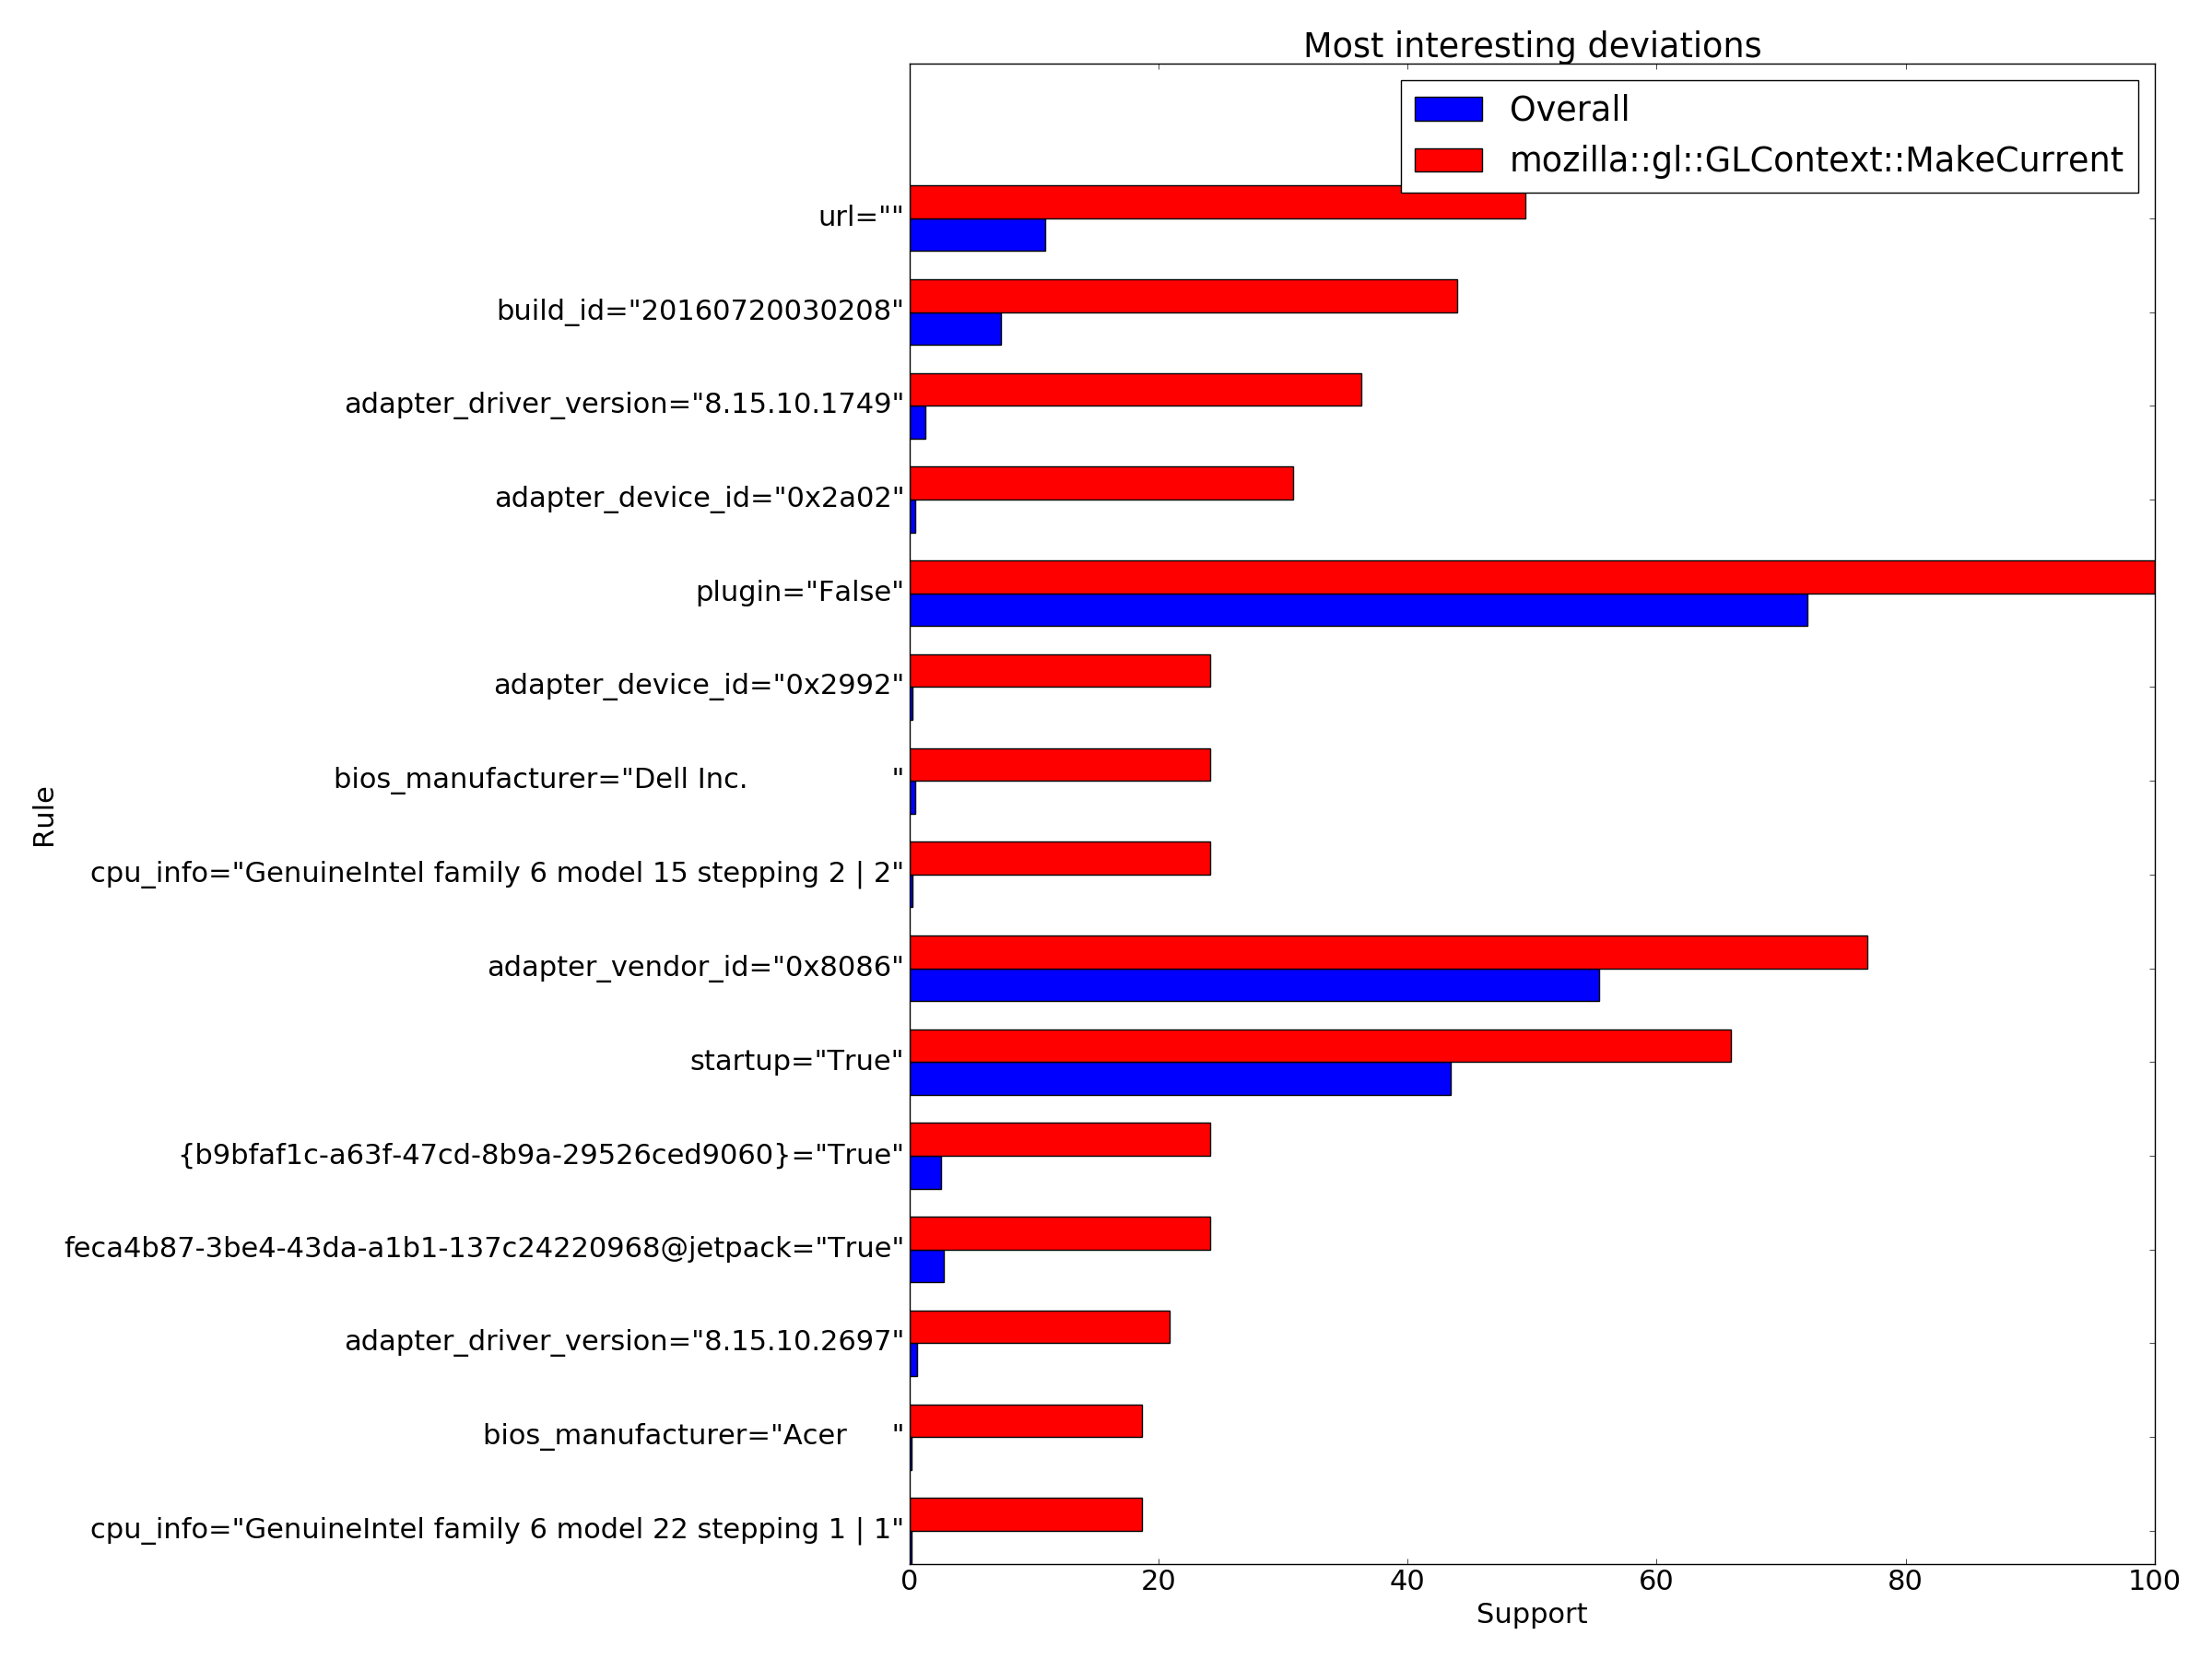 Most interesting deviations
Overall
mozilla::gl::GLContext::MakeCurrent
url=""
build_id="20160720030208"
adapter_driver_version="8.15.10.1749"
adapter_device_id="0x2a02"
plugin="False"
adapter_device_id="0x2992"
bios_manufacturer="Dell Inc.                "
cpu_info="GenuineIntel family 6 model 15 stepping 2 | 2"
adapter_vendor_id="0x8086"
startup="True"
{b9bfaf1c-a63f-47cd-8b9a-29526ced9060}="True"
feca4b87-3be4-43da-a1b1-137c24220968@jetpack="True"
adapter_driver_version="8.15.10.2697"
bios_manufacturer="Acer     "
cpu_info="GenuineIntel family 6 model 22 stepping 1 | 1"
Rule
0 20 40 60 80 100
Support